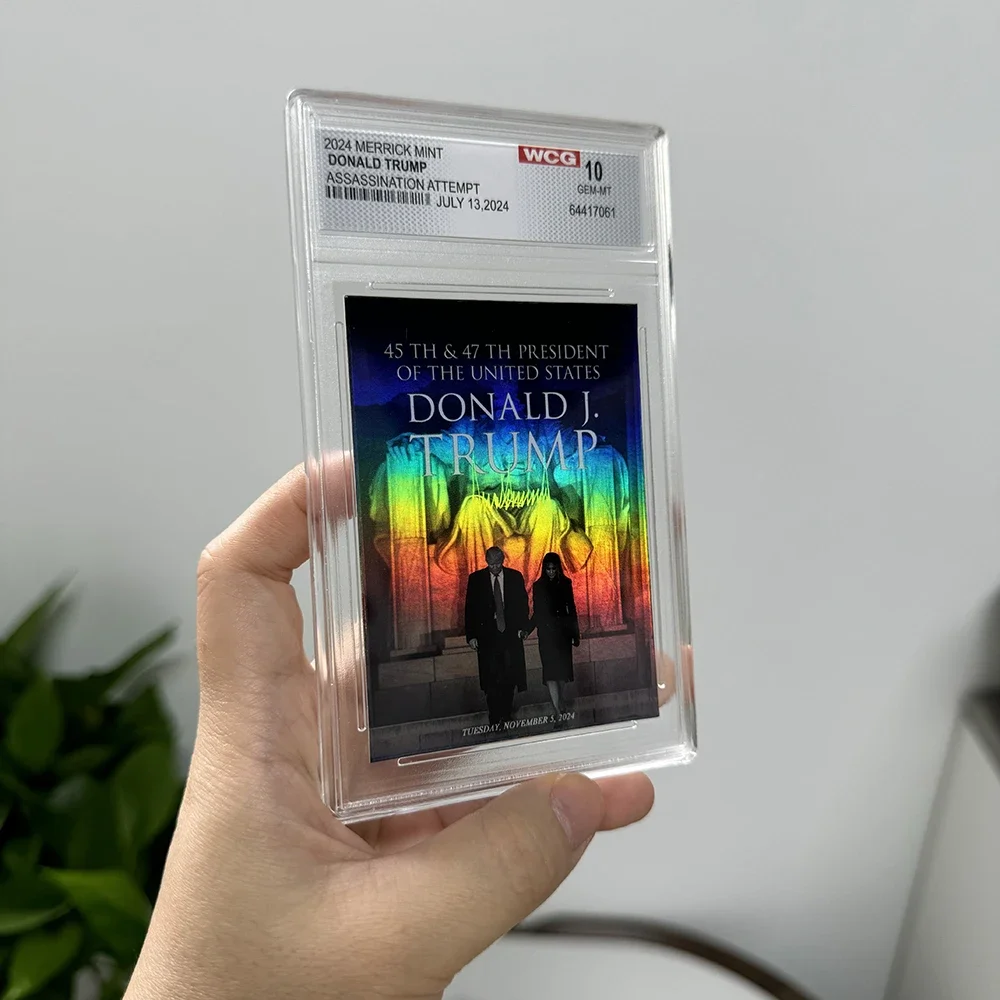 2024 MERRICK MINT
DONALD TRUMP
ASSASSINATION ATTEMPT
JULY 13,2024
WCG
10
GEM-MT
64417061
45 TH & 47 TH PRESIDENT
OF THE UNITED STATES
DONALD J.
TRUMP
TUESDAY, NOVEMBER 5, 2024